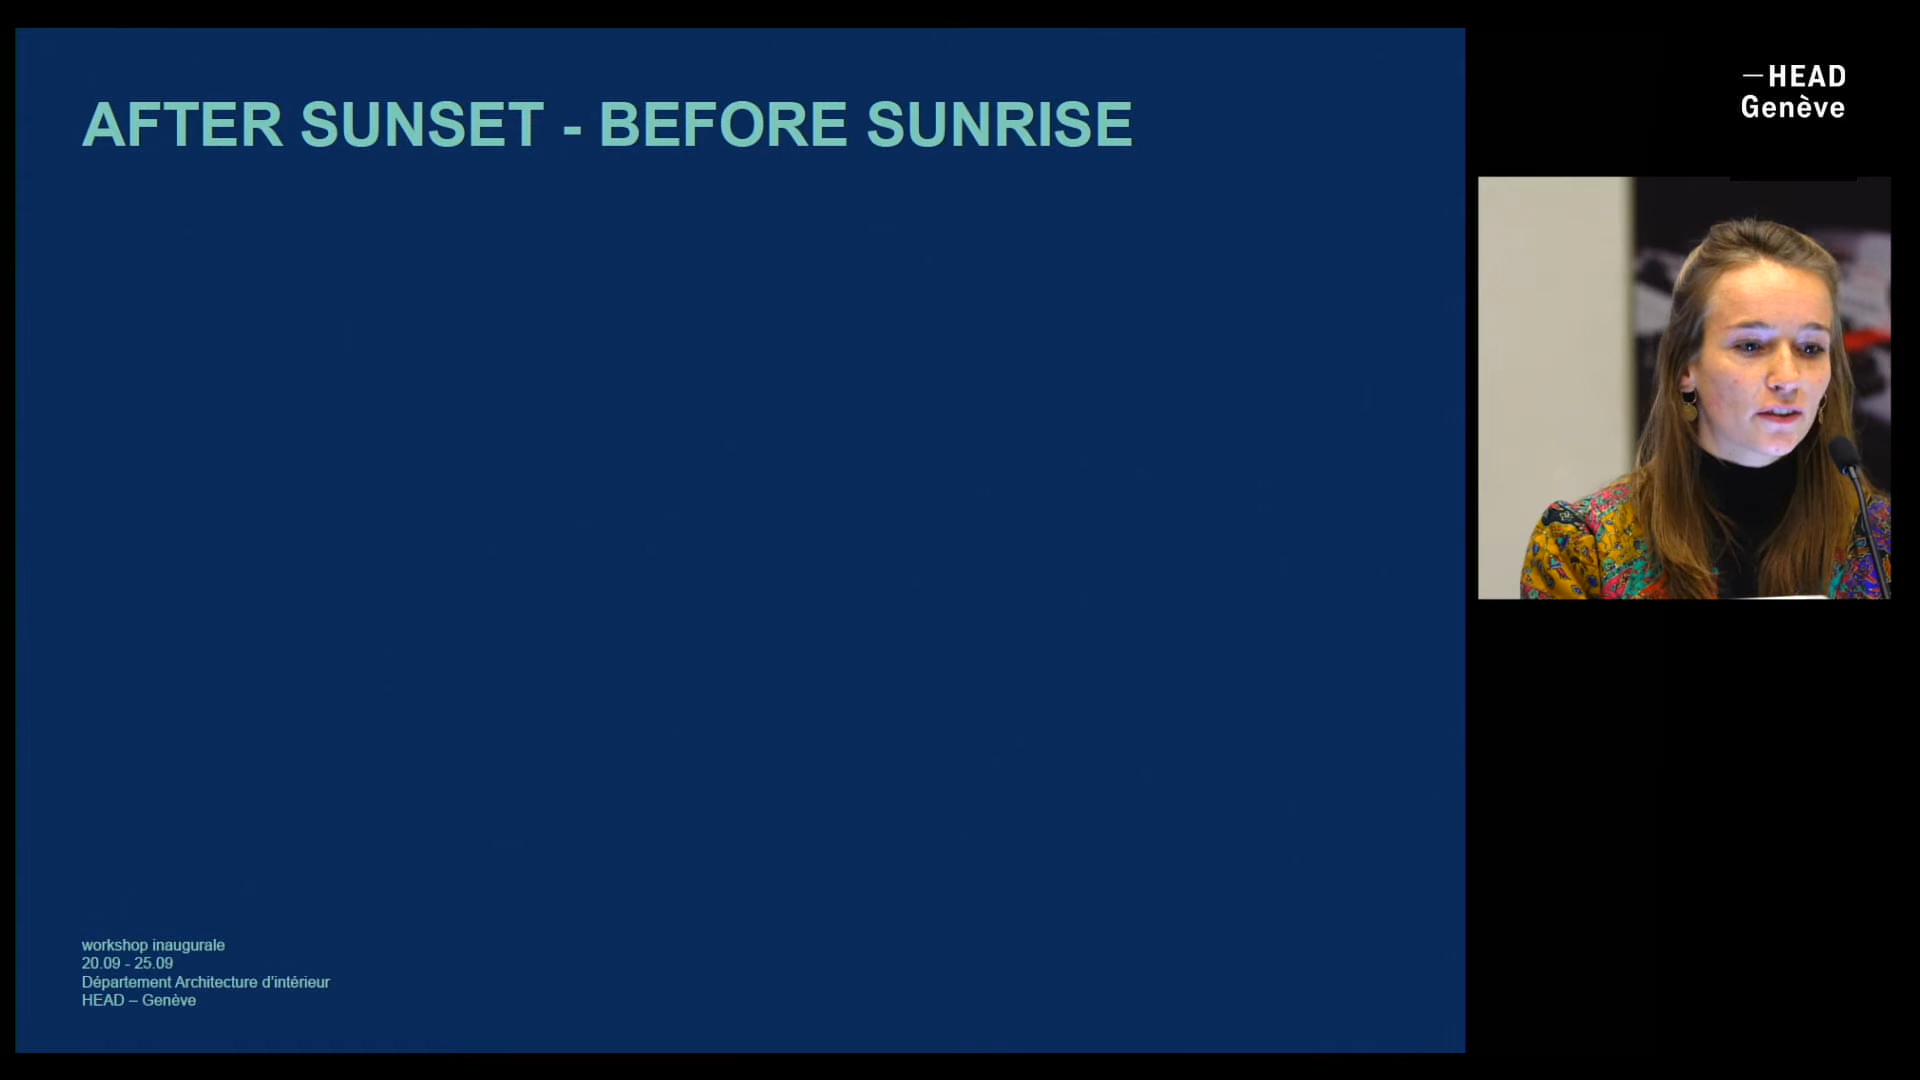 AFTER SUNSET - BEFORE SUNRISE
workshop inaugurale
20.09 - 25.09
Département Architecture d'intérieur
HEAD – Genève
—HEAD
Genève